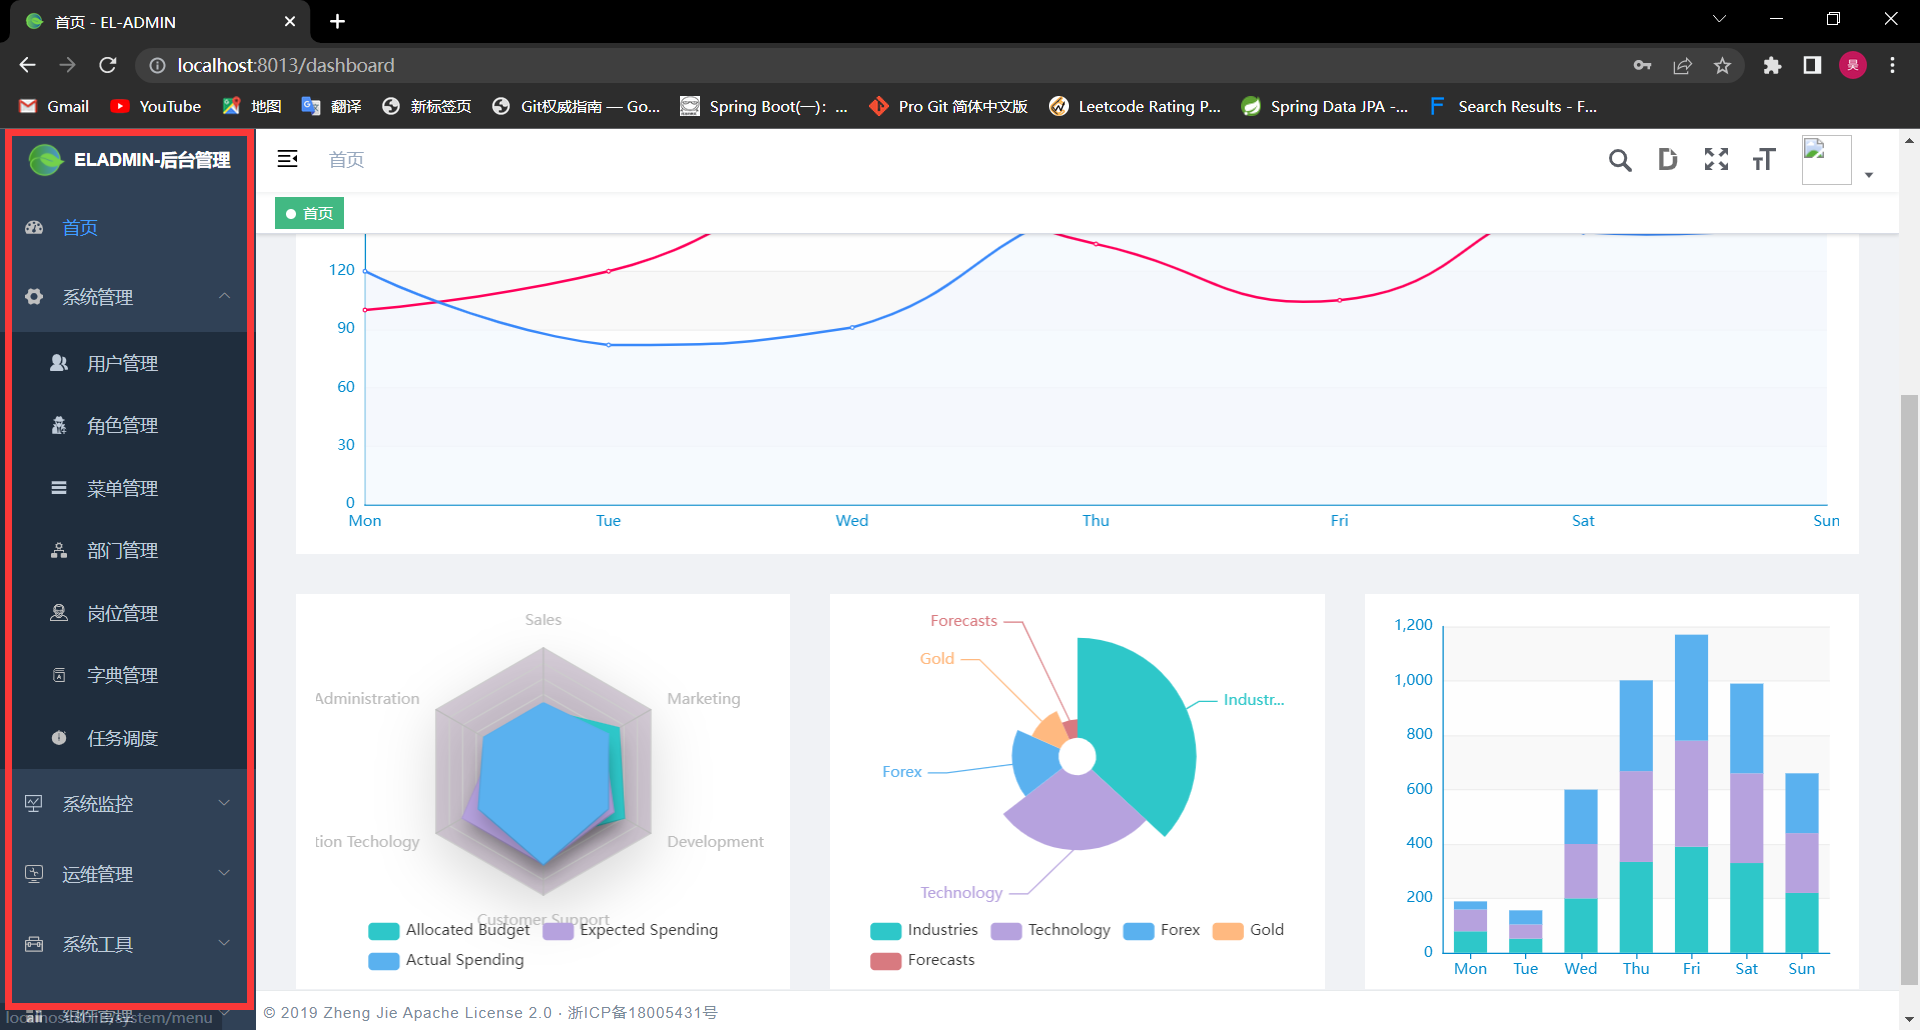 首页 - EL-ADMIN
localhost:8013/dashboard
Gmail
YouTube
地图
翻译
新标签页
Git权威指南 — Go...
Spring Boot(一)：...
Pro Git 简体中文版
Leetcode Rating P...
Spring Data JPA -...
Search Results - F...
吴
ELADMIN-后台管理
首页
系统管理
用户管理
角色管理
菜单管理
部门管理
岗位管理
字典管理
任务调度
系统监控
运维管理
系统工具
组件管理
首页
首页
120
90
60
30
0
Mon Tue Wed Thu Fri Sat Sun
Sales
Administration
Marketing
tion Techology
Development
Customer Support
Allocated Budget
Expected Spending
Actual Spending
Forecasts
Gold
Industr...
Forex
Technology
Industries
Technology
Forex
Gold
Forecasts
1,200
1,000
800
600
400
200
0
Mon Tue Wed Thu Fri Sat Sun
© 2019 Zheng Jie Apache License 2.0 · 浙ICP备18005431号